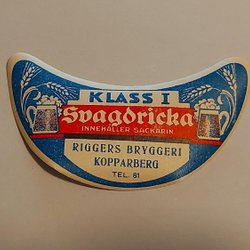 KLASS I
Svagdricka
INNEHÅLLER SACKARIN
RIGGERS BRYGGERI
KOPPARBERG
TEL. 81